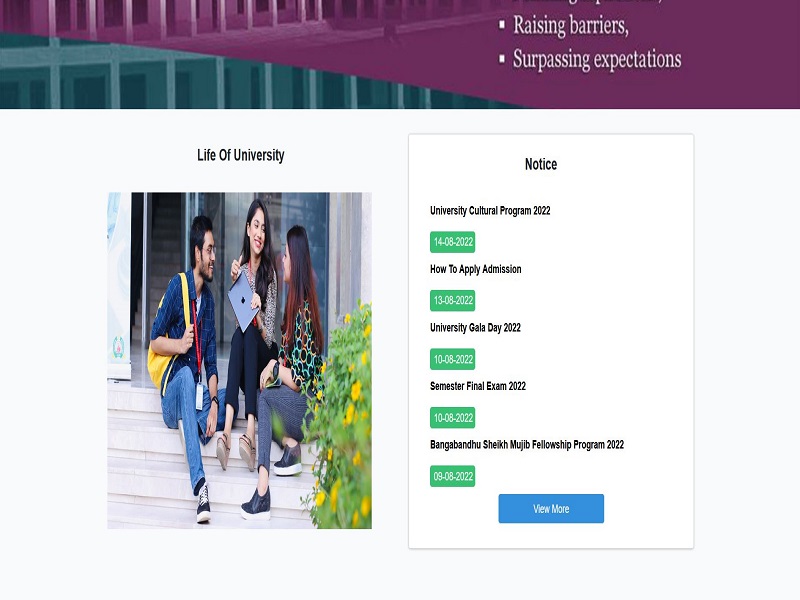 ▪ Raising barriers,
▪ Surpassing expectations
Life Of University
Notice
University Cultural Program 2022
14-08-2022
How To Apply Admission
13-08-2022
University Gala Day 2022
10-08-2022
Semester Final Exam 2022
10-08-2022
Bangabandhu Sheikh Mujib Fellowship Program 2022
09-08-2022
View More